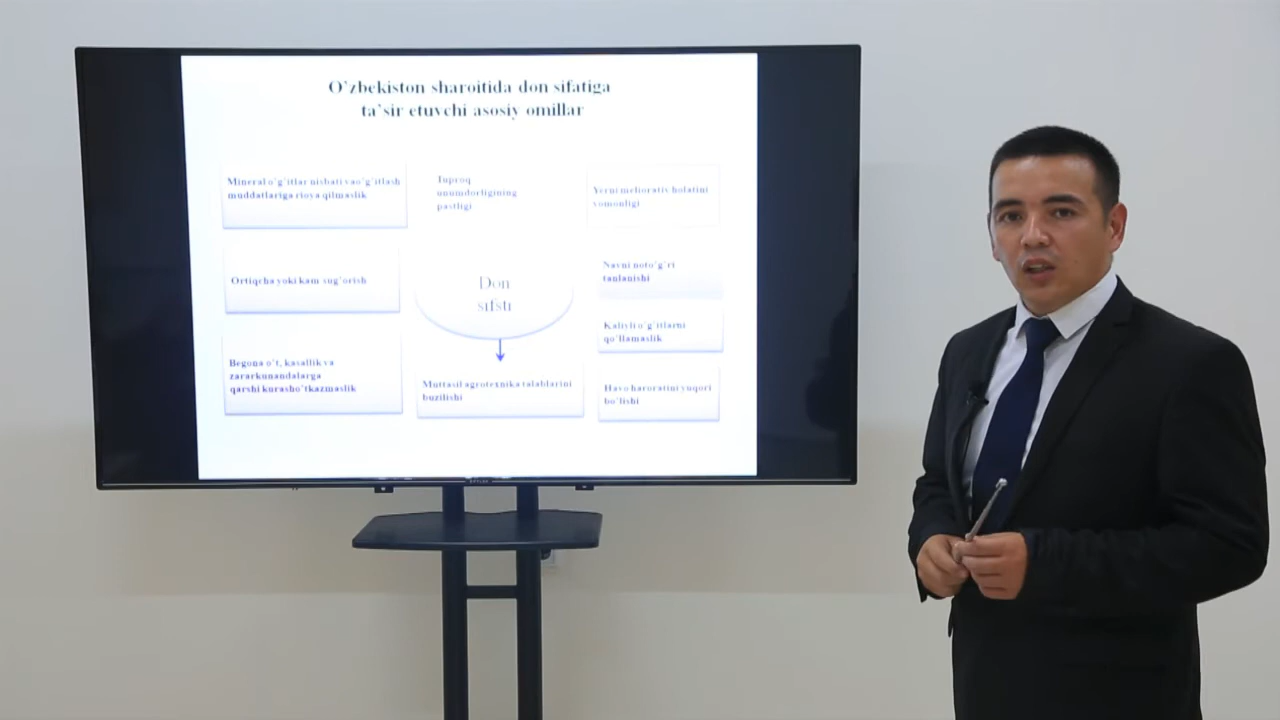 O'zbekiston sharoitida don sifatiga
ta'sir etuvchi asosiy omillar
Mineral o'g'itlar nisbati va o'g'itlash
muddatlariga rioya qilmaslik
Tuproq
unumdorligining
pastligi
Yerni meliorativ holatini
yomonligi
Ortiqcha yoki kam sug'orish
Don
sifsti
Navni noto'g'ri
tanlanishi
Kaliyli o'g'itlarni
qo'llamaslik
Begona o't, kasallik va
zararkunandalarga
qarshi kurasho'tkazmaslik
Muttasil agrotexnika talablarini
buzilishi
Havo haroratini yuqori
bo'lishi